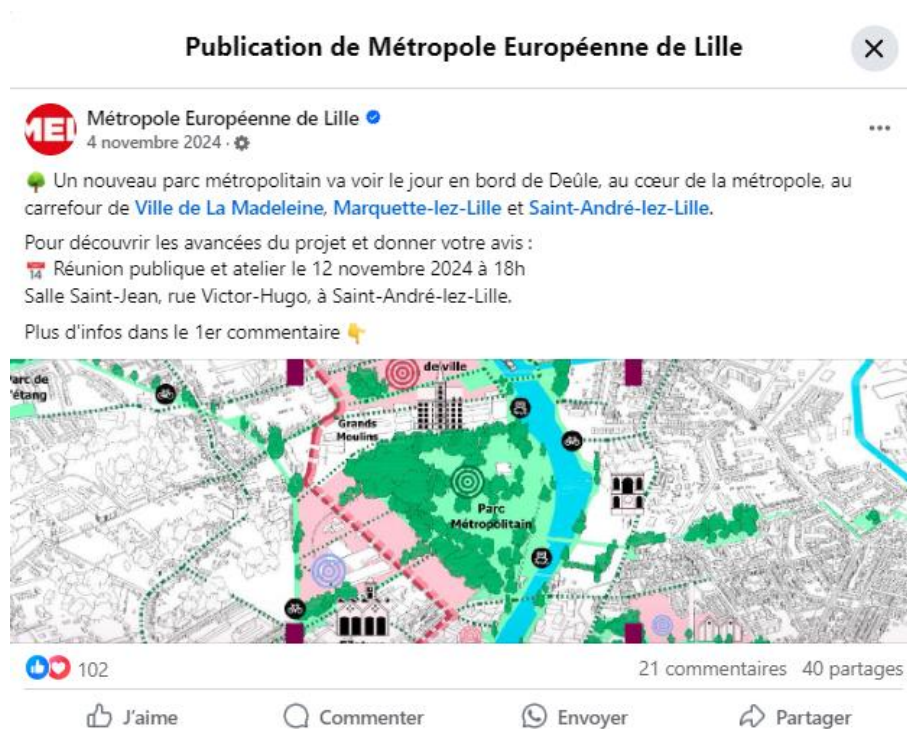 Publication de Métropole Européenne de Lille
MEL
Métropole Européenne de Lille
4 novembre 2024 ·
Un nouveau parc métropolitain va voir le jour en bord de Deûle, au cœur de la métropole, au
carrefour de Ville de La Madeleine, Marquette-lez-Lille et Saint-André-lez-Lille.
Pour découvrir les avancées du projet et donner votre avis :
Réunion publique et atelier le 12 novembre 2024 à 18h
Salle Saint-Jean, rue Victor-Hugo, à Saint-André-lez-Lille.
Plus d'infos dans le 1er commentaire
de ville
arc de
étang
Grands
Moulins
Parc
Métropolitain
102
21 commentaires 40 partages
J'aime Commenter Envoyer Partager